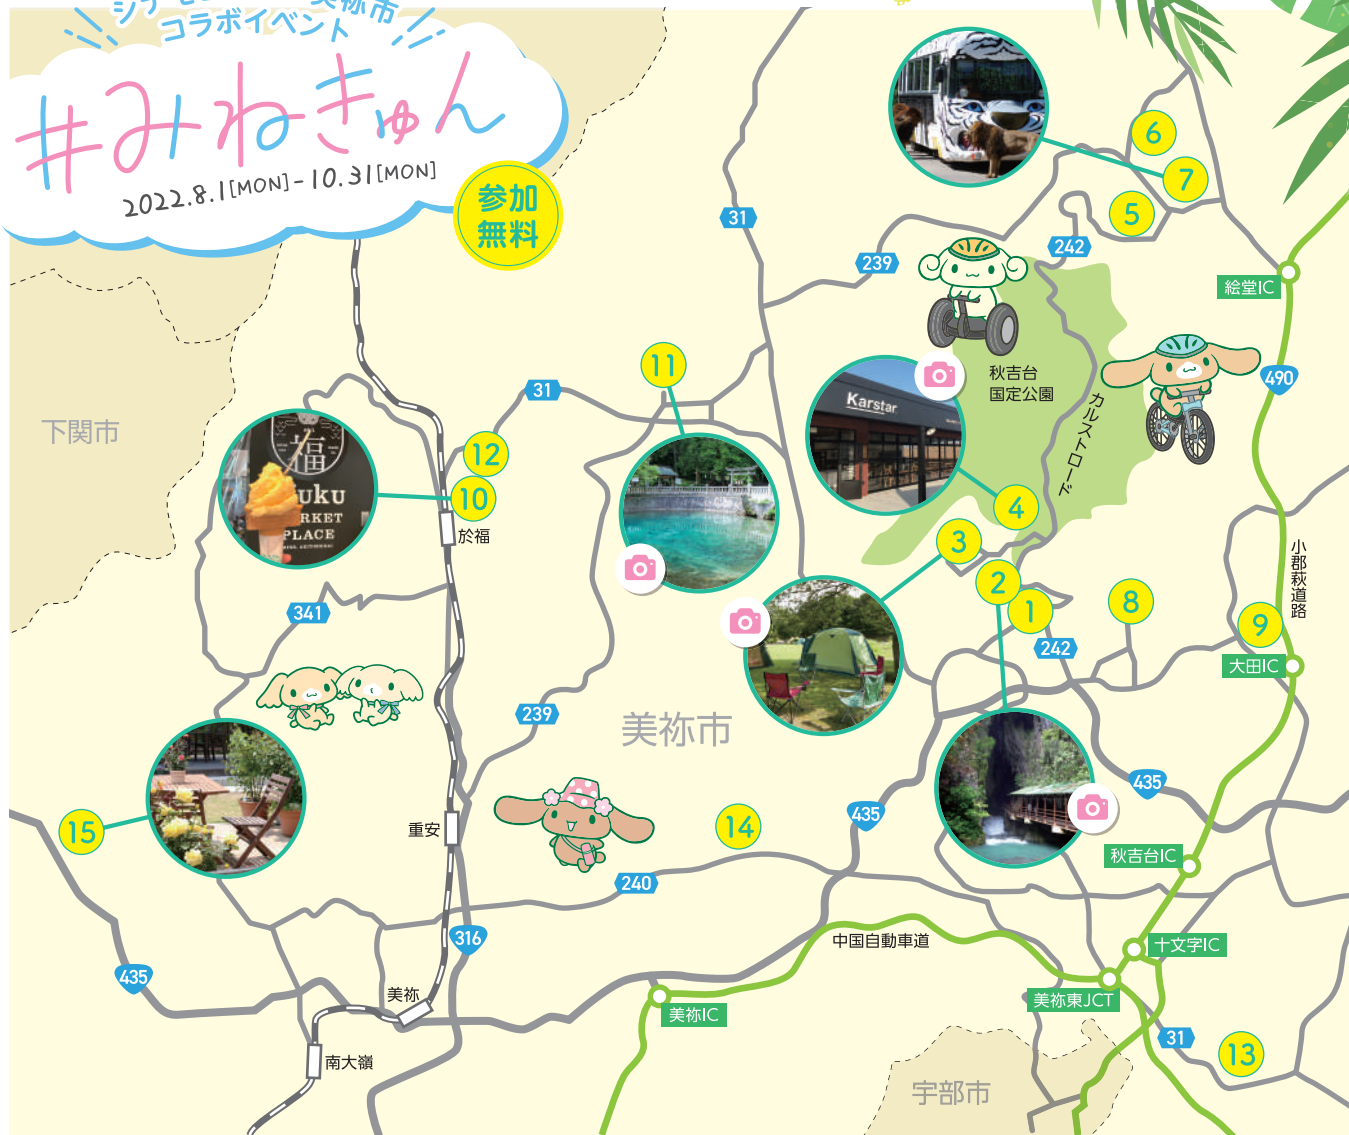 コラボイベント
#みねきゅん
2022.8.1[MON]-10.31[MON]
参加
無料
6
7
5
31
242
239
絵堂IC
11
秋吉台
国定公園
490
31
Karstar
カルストロード
下関市
12
福
10
UKU
RKET
PLACE
4
於福
3
小郡萩道路
2
341
1
8
9
242
大田IC
239
美祢市
435
435
15
重安
14
秋吉台IC
240
316
中国自動車道
十文字IC
435
美祢
美祢東JCT
美祢IC
31
13
南大嶺
宇部市